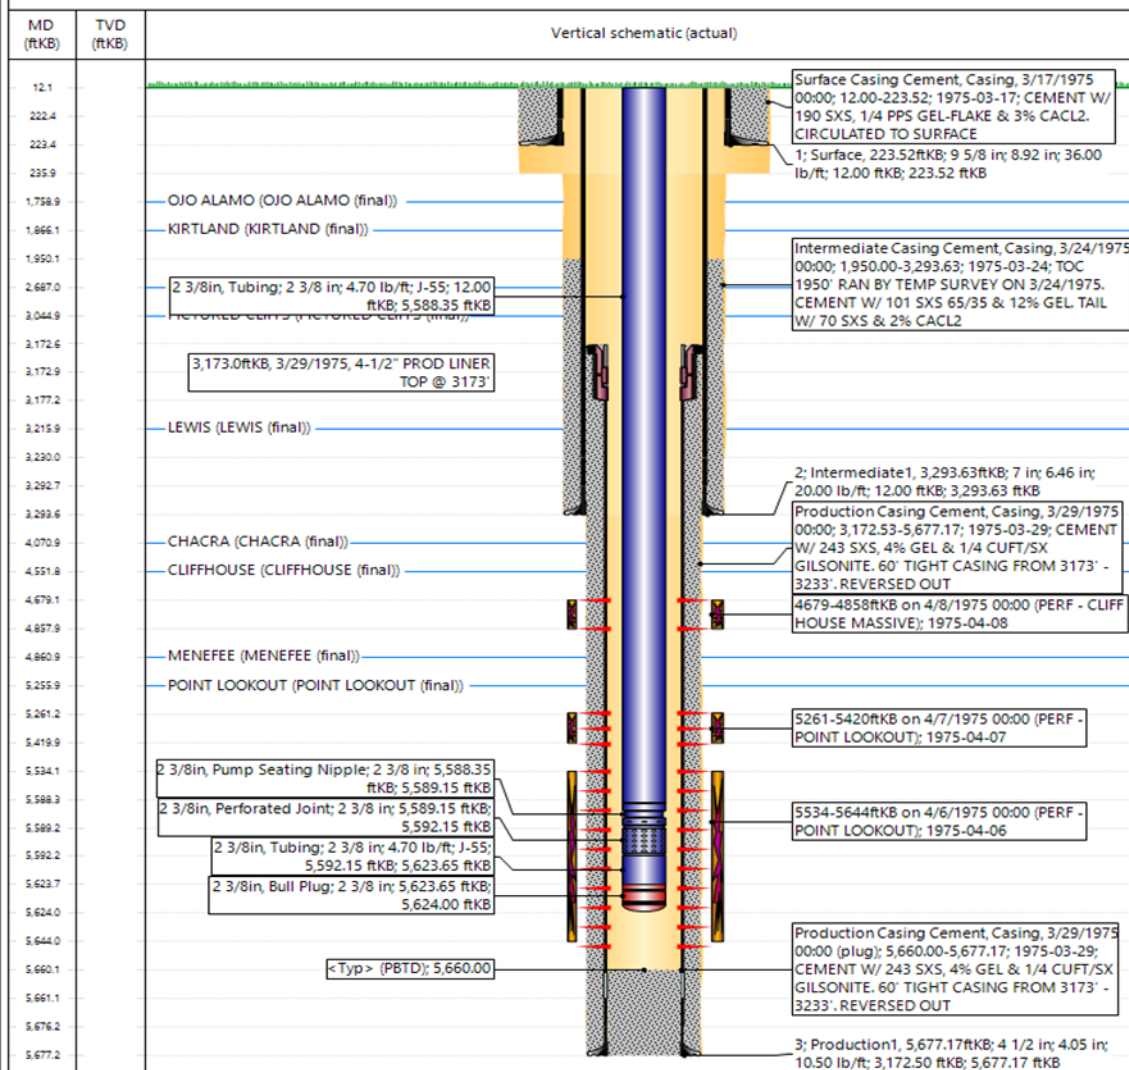 MD
(ftKB)
TVD
(ftKB)
Vertical schematic (actual)
12.1
222.4
223.4
235.9
1,758.9
1,866.1
1,950.1
2,687.0
3,044.9
3,172.6
3,172.9
3,177.2
3,215.9
3,230.0
3,292.7
3,293.6
4,070.9
4,551.8
4,679.1
4,857.9
4,860.9
5,255.9
5,261.2
5,419.9
5,534.1
5,588.3
5,589.2
5,592.2
5,623.7
5,624.0
5,644.0
5,660.1
5,661.1
5,676.2
5,677.2
OJO ALAMO (OJO ALAMO (final))
KIRTLAND (KIRTLAND (final))
2 3/8in, Tubing; 2 3/8 in; 4.70 lb/ft; J-55; 12.00
ftKB; 5,588.35 ftKB
PICTURED CLIFFS (PICTURED CLIFFS (final))
3,173.0ftKB, 3/29/1975, 4-1/2" PROD LINER
TOP @ 3173'
LEWIS (LEWIS (final))
CHACRA (CHACRA (final))
CLIFFHOUSE (CLIFFHOUSE (final))
MENEFEE (MENEFEE (final))
POINT LOOKOUT (POINT LOOKOUT (final))
2 3/8in, Pump Seating Nipple; 2 3/8 in; 5,588.35
ftKB; 5,589.15 ftKB
2 3/8in, Perforated Joint; 2 3/8 in; 5,589.15 ftKB;
5,592.15 ftKB
2 3/8in, Tubing; 2 3/8 in; 4.70 lb/ft; J-55;
5,592.15 ftKB; 5,623.65 ftKB
2 3/8in, Bull Plug; 2 3/8 in; 5,623.65 ftKB;
5,624.00 ftKB
<Typ> (PBTD); 5,660.00
Surface Casing Cement, Casing, 3/17/1975
00:00; 12.00-223.52; 1975-03-17; CEMENT W/
190 SXS, 1/4 PPS GEL-FLAKE & 3% CACL2.
CIRCULATED TO SURFACE
1; Surface, 223.52ftKB; 9 5/8 in; 8.92 in; 36.00
lb/ft; 12.00 ftKB; 223.52 ftKB
Intermediate Casing Cement, Casing, 3/24/1975
00:00; 1,950.00-3,293.63; 1975-03-24; TOC
1950' RAN BY TEMP SURVEY ON 3/24/1975.
CEMENT W/ 101 SXS 65/35 & 12% GEL. TAIL
W/ 70 SXS & 2% CACL2
2; Intermediate1, 3,293.63ftKB; 7 in; 6.46 in;
20.00 lb/ft; 12.00 ftKB; 3,293.63 ftKB
Production Casing Cement, Casing, 3/29/1975
00:00; 3,172.53-5,677.17; 1975-03-29; CEMENT
W/ 243 SXS, 4% GEL & 1/4 CUFT/SX
GILSONITE. 60' TIGHT CASING FROM 3173' -
3233'. REVERSED OUT
4679-4858ftKB on 4/8/1975 00:00 (PERF - CLIFF
HOUSE MASSIVE); 1975-04-08
5261-5420ftKB on 4/7/1975 00:00 (PERF -
POINT LOOKOUT); 1975-04-07
5534-5644ftKB on 4/6/1975 00:00 (PERF -
POINT LOOKOUT); 1975-04-06
Production Casing Cement, Casing, 3/29/1975
00:00 (plug); 5,660.00-5,677.17; 1975-03-29;
CEMENT W/ 243 SXS, 4% GEL & 1/4 CUFT/SX
GILSONITE. 60' TIGHT CASING FROM 3173' -
3233'. REVERSED OUT
3; Production1, 5,677.17ftKB; 4 1/2 in; 4.05 in;
10.50 lb/ft; 3,172.50 ftKB; 5,677.17 ftKB